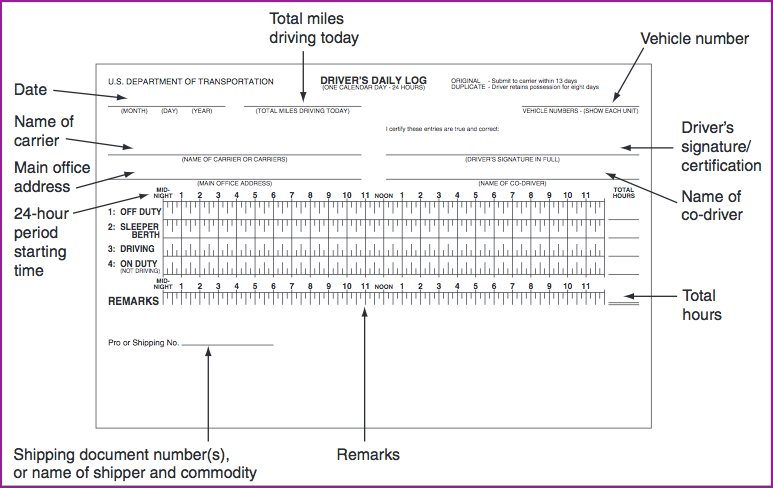 Total miles
driving today
Vehicle number
U.S. DEPARTMENT OF TRANSPORTATION
DRIVER'S DAILY LOG
(ONE CALENDAR DAY - 24 HOURS)
ORIGINAL - Submit to carrier within 13 days
DUPLICATE - Driver retains possession for eight days
Date
(MONTH) (DAY) (YEAR)
(TOTAL MILES DRIVING TODAY)
VEHICLE NUMBERS - (SHOW EACH UNIT)
Name of
carrier
I certify these entries are true and correct:
Driver's
signature/
certification
(NAME OF CARRIER OR CARRIERS)
(DRIVER'S SIGNATURE IN FULL)
Main office
address
(MAIN OFFICE ADDRESS)
(NAME OF CO-DRIVER)
Name of
co-driver
24-hour
period
starting
time
MID-
NIGHT 1 2 3 4 5 6 7 8 9 10 11 NOON 1 2 3 4 5 6 7 8 9 10 11
TOTAL
HOURS
1: OFF DUTY
2: SLEEPER
BERTH
3: DRIVING
4: ON DUTY
(NOT DRIVING)
MID-
NIGHT 1 2 3 4 5 6 7 8 9 10 11 NOON 1 2 3 4 5 6 7 8 9 10 11
REMARKS
Total
hours
Pro or Shipping No.
Shipping document number(s),
or name of shipper and commodity
Remarks